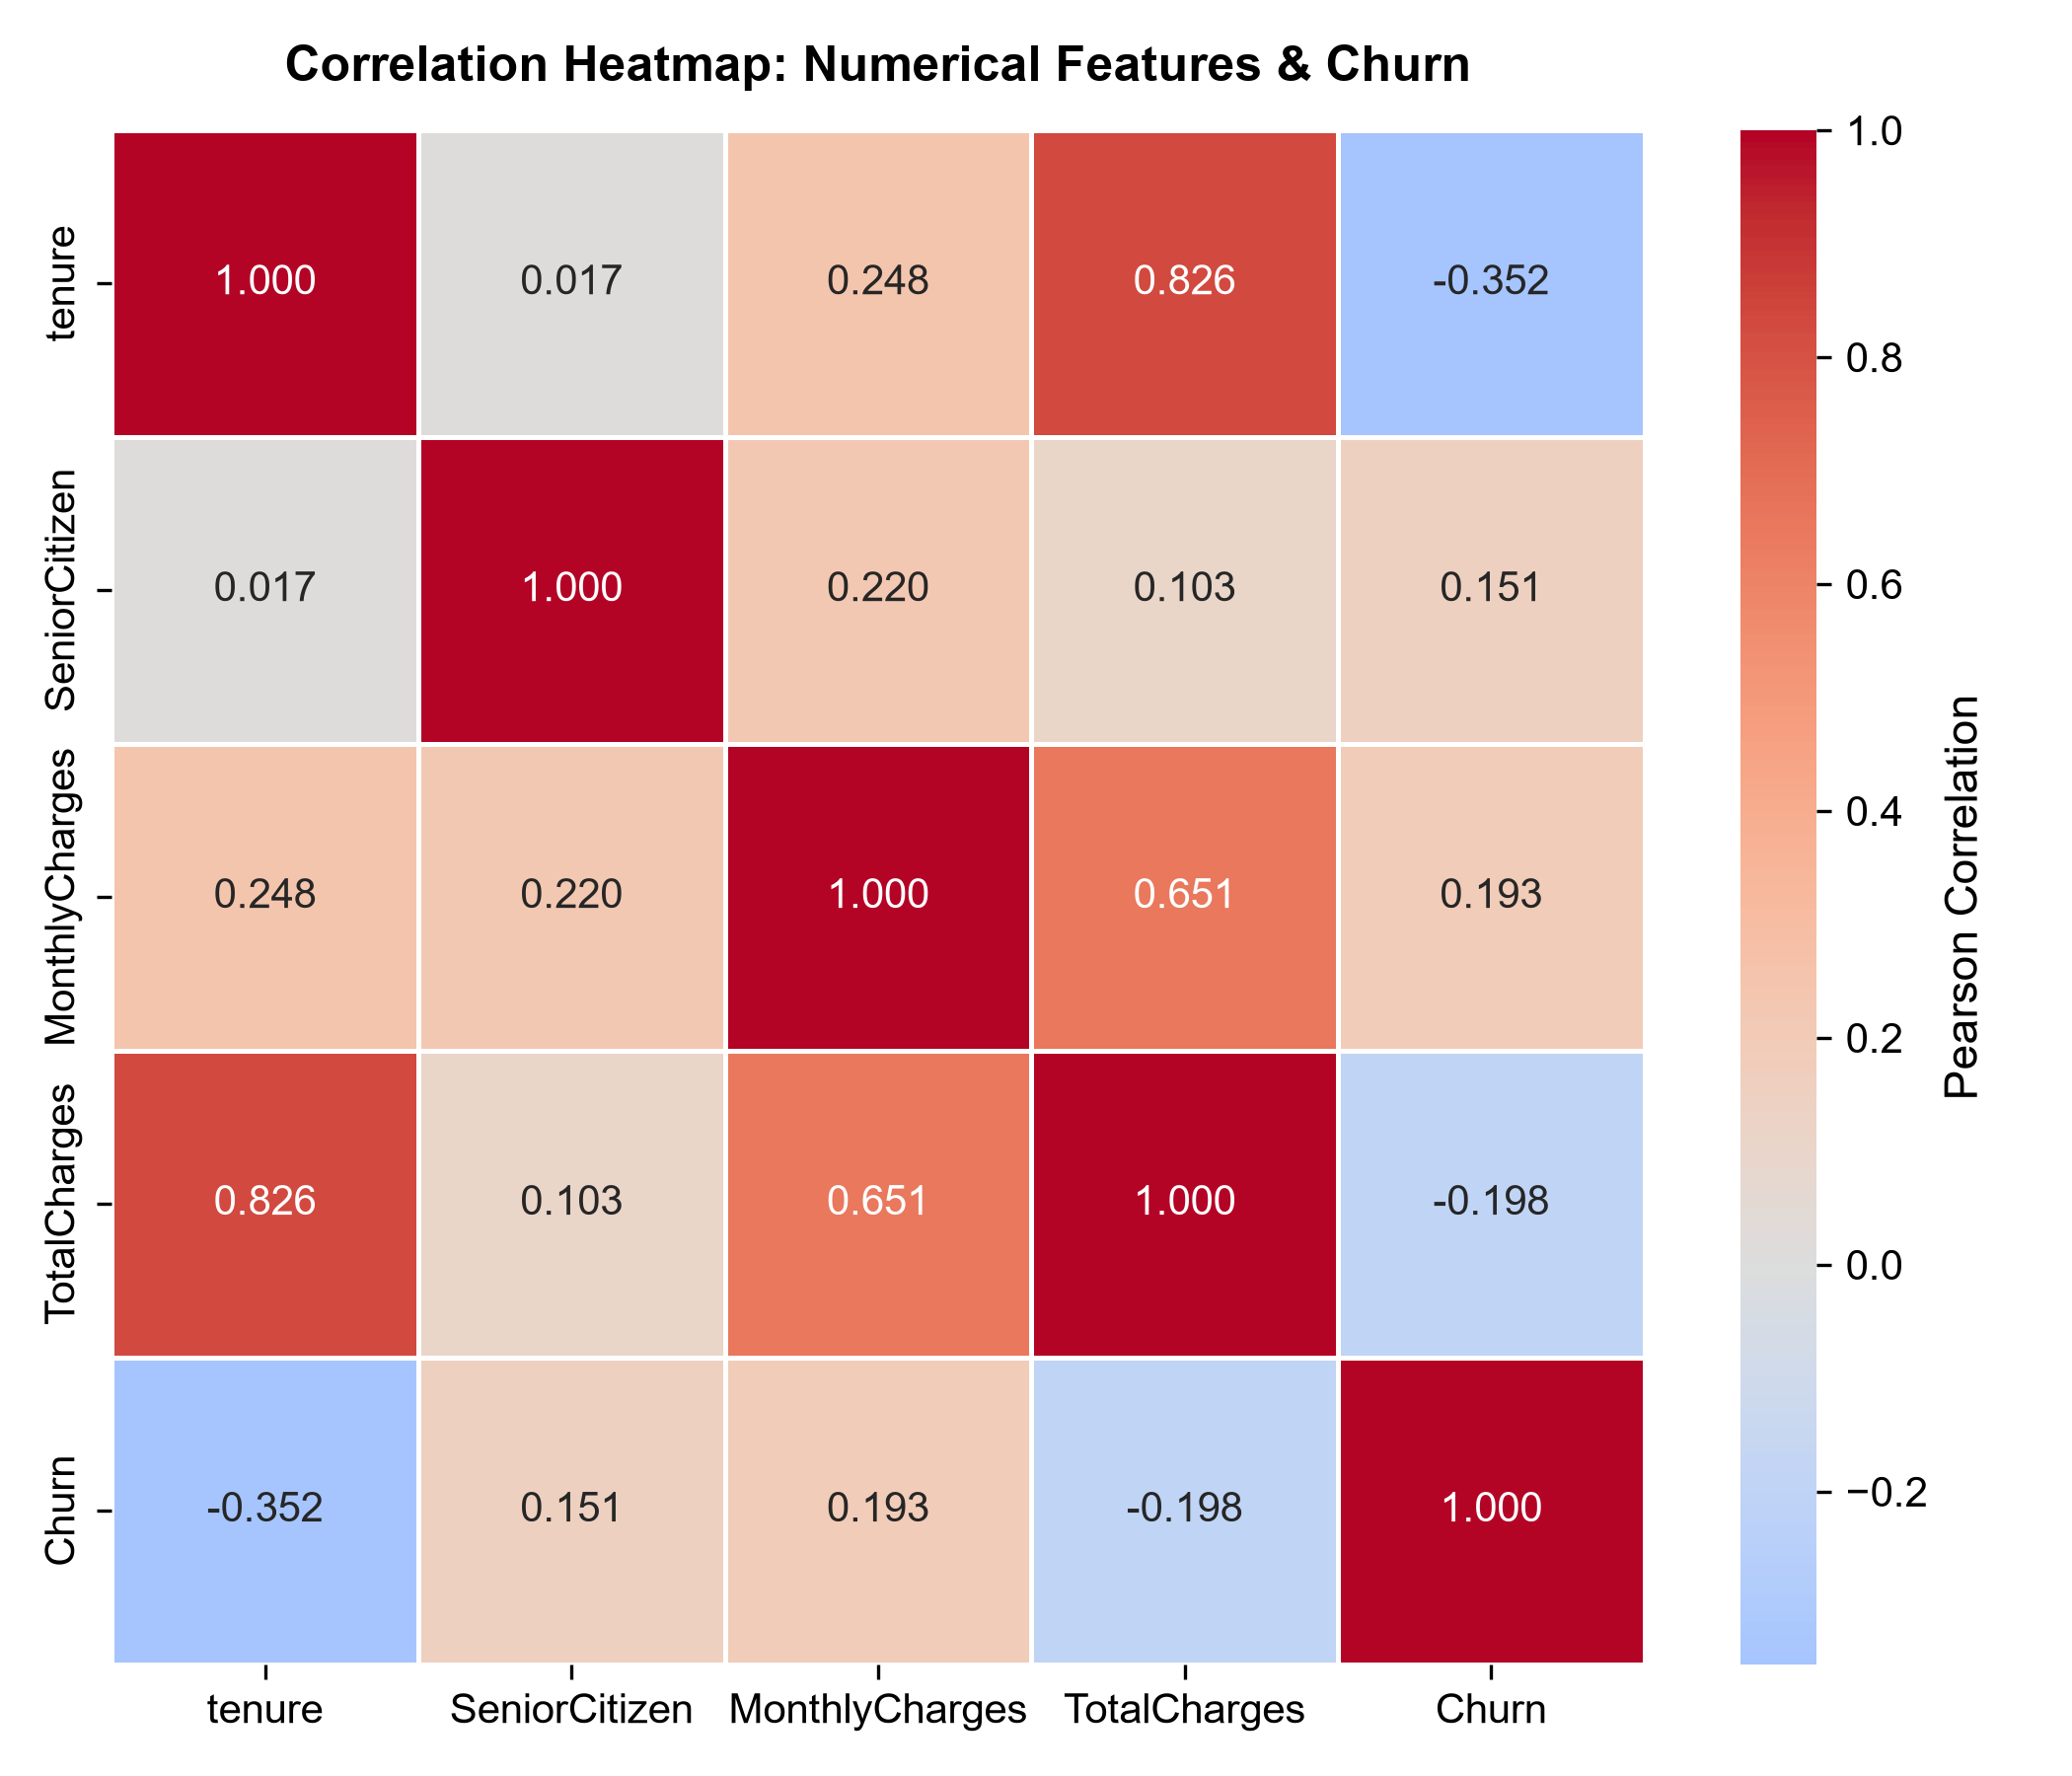 Correlation Heatmap: Numerical Features & Churn
tenure
1.000 0.017 0.248 0.826 -0.352
SeniorCitizen
0.017 1.000 0.220 0.103 0.151
MonthlyCharges
0.248 0.220 1.000 0.651 0.193
TotalCharges
0.826 0.103 0.651 1.000 -0.198
Churn
-0.352 0.151 0.193 -0.198 1.000
tenure SeniorCitizen MonthlyCharges TotalCharges Churn
1.0
0.8
0.6
0.4
0.2
0.0
−0.2
Pearson Correlation